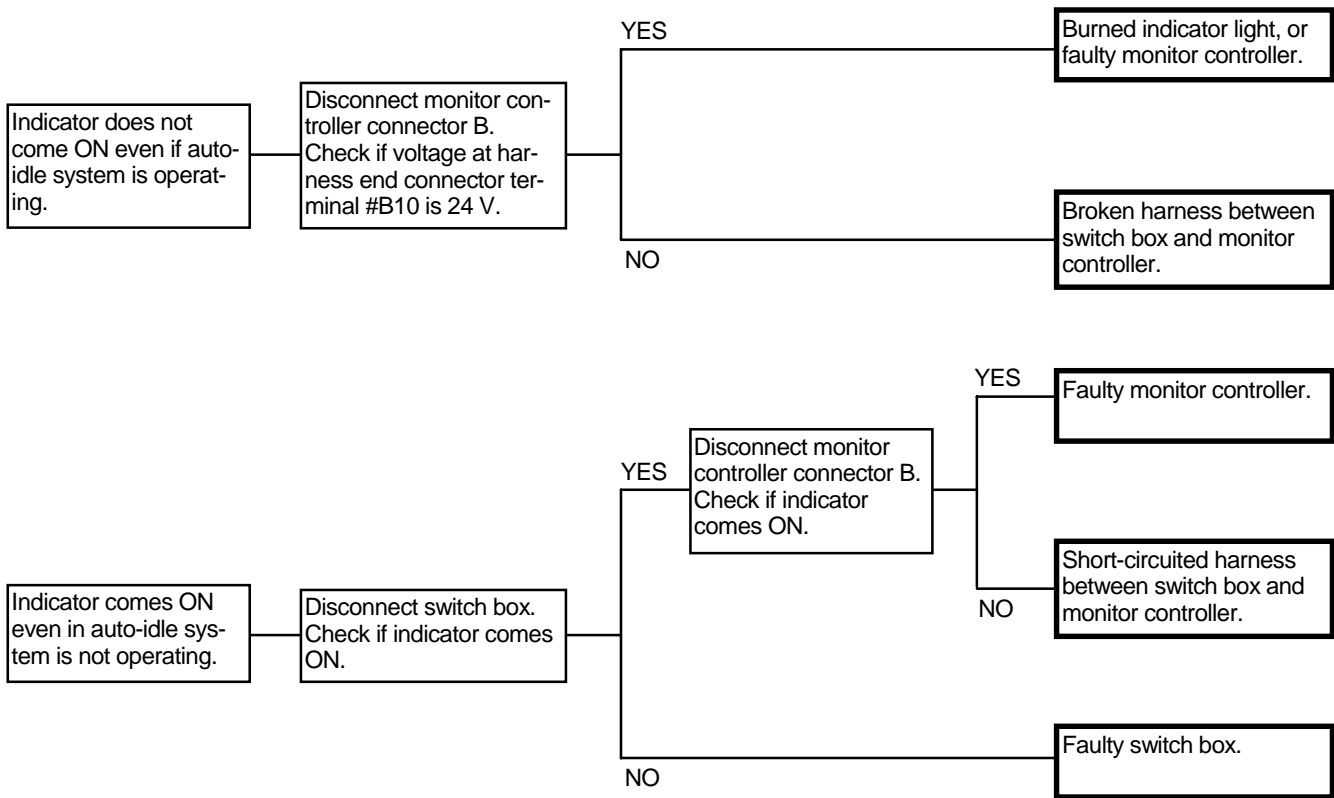 Indicator does not
come ON even if auto-
idle system is operat-
ing.
Disconnect monitor con-
troller connector B.
Check if voltage at har-
ness end connector ter-
minal #B10 is 24 V.
YES
Burned indicator light, or
faulty monitor controller.
NO
Broken harness between
switch box and monitor
controller.
Indicator comes ON
even in auto-idle sys-
tem is not operating.
Disconnect switch box.
Check if indicator comes
ON.
YES
Disconnect monitor
controller connector B.
Check if indicator
comes ON.
YES
Faulty monitor controller.
NO
Short-circuited harness
between switch box and
monitor controller.
NO
Faulty switch box.